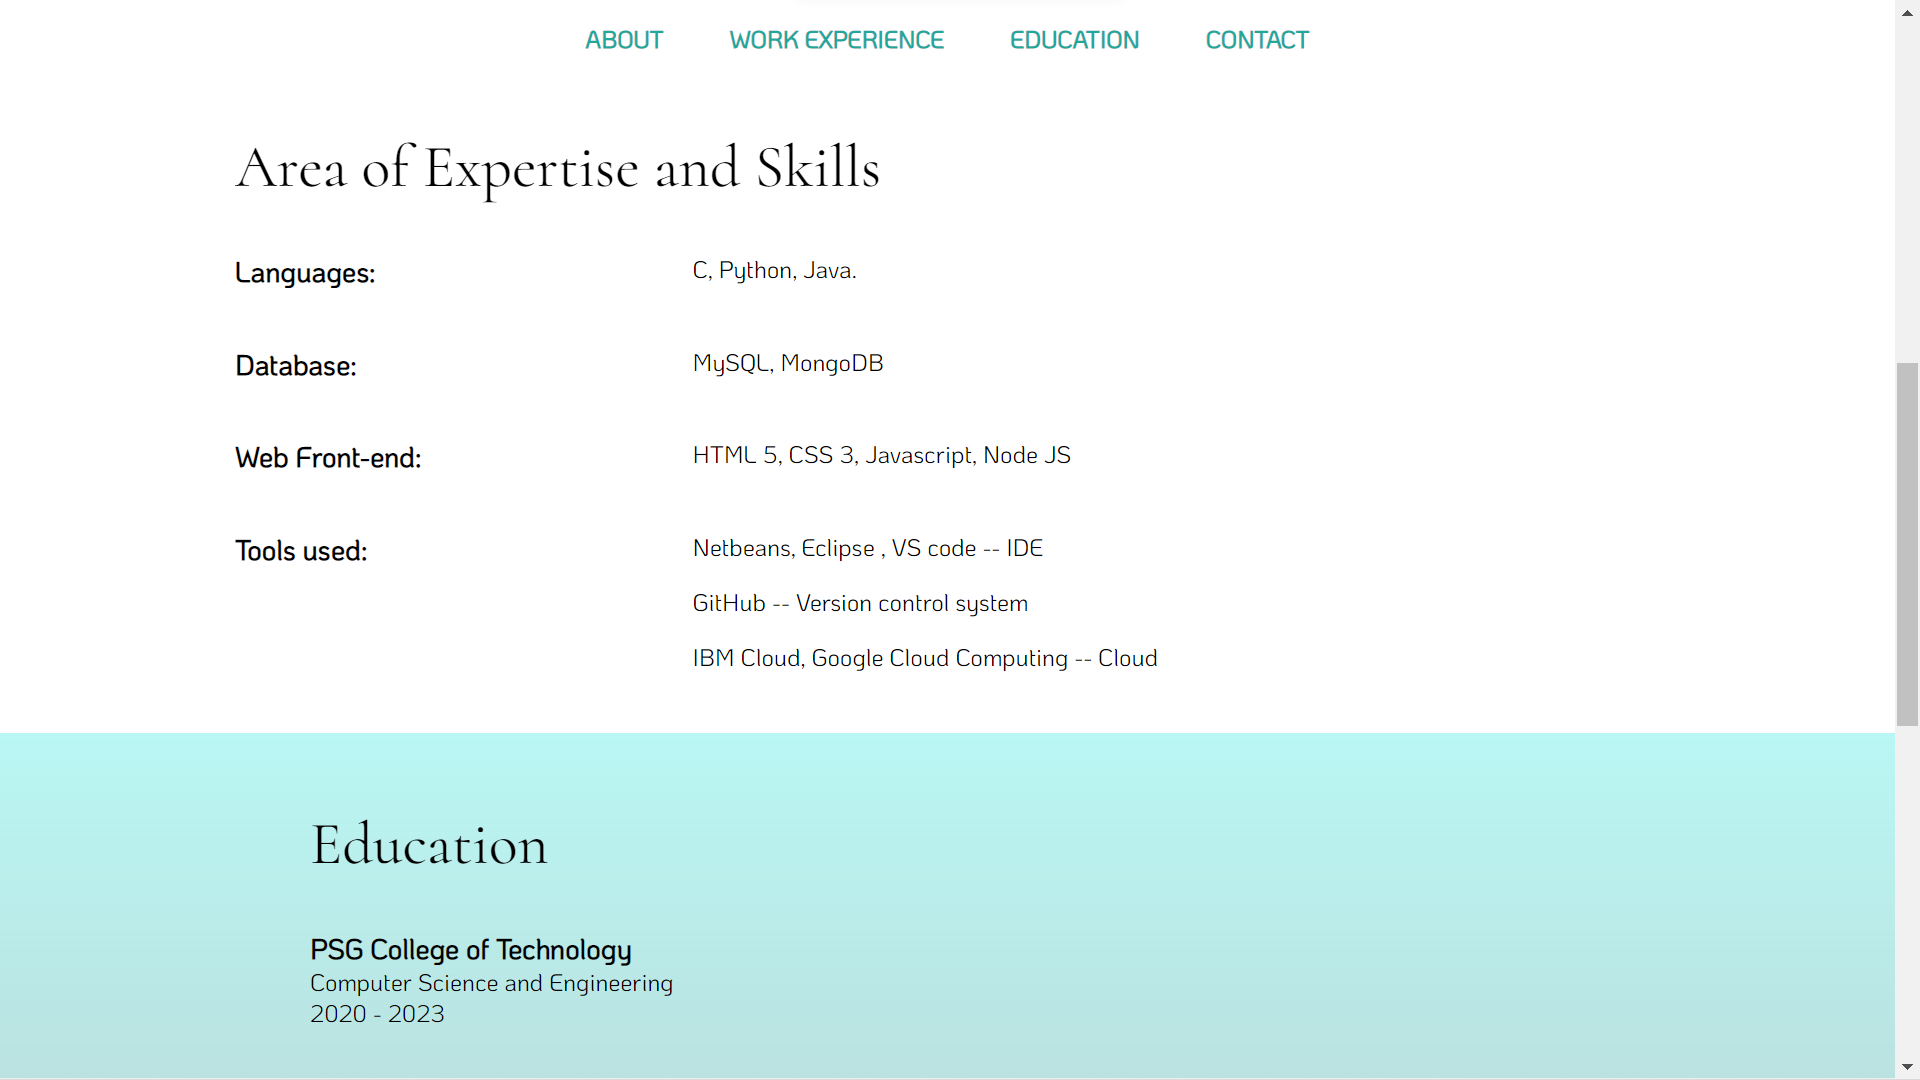 ABOUT WORK EXPERIENCE EDUCATION CONTACT
Area of Expertise and Skills
Languages: C, Python, Java.
Database: MySQL, MongoDB
Web Front-end: HTML 5, CSS 3, Javascript, Node JS
Tools used: Netbeans, Eclipse , VS code -- IDE
GitHub -- Version control system
IBM Cloud, Google Cloud Computing -- Cloud
Education
PSG College of Technology
Computer Science and Engineering
2020 - 2023